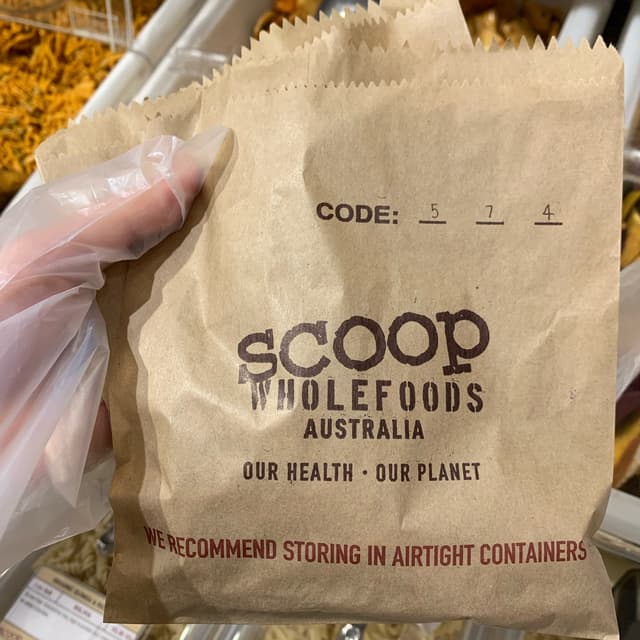 CODE: 5 7 4
SCOOP
WHOLEFOODS
AUSTRALIA
OUR HEALTH · OUR PLANET
WE RECOMMEND STORING IN AIRTIGHT CONTAINERS